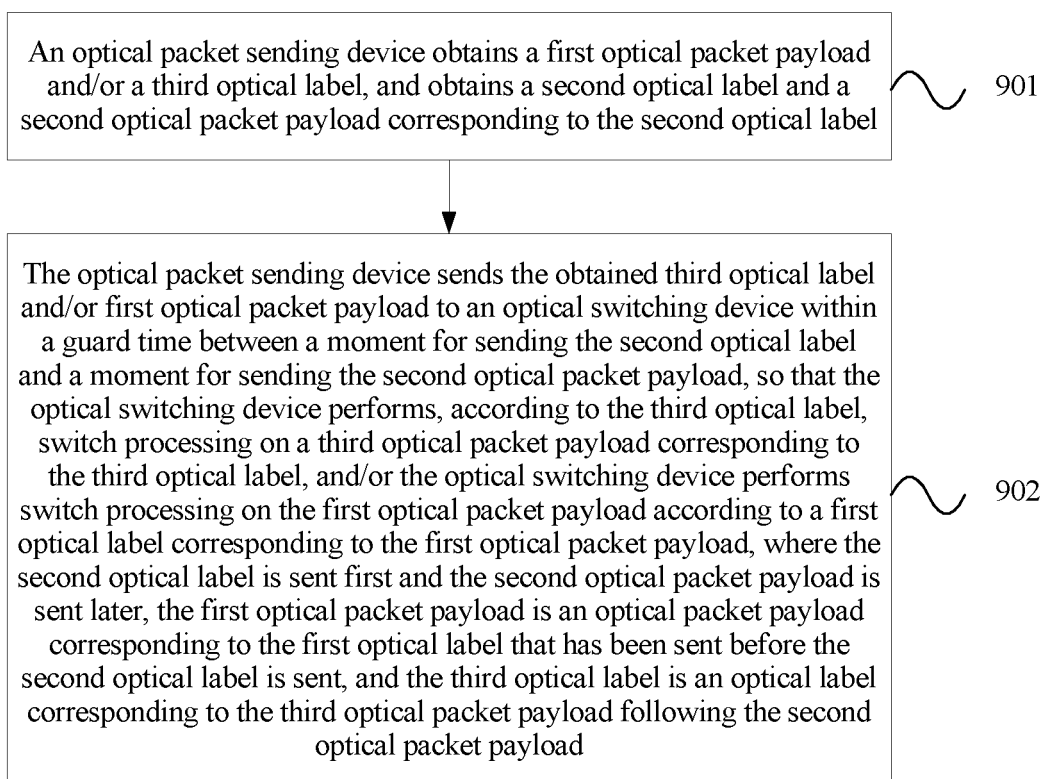 An optical packet sending device obtains a first optical packet payload
and/or a third optical label, and obtains a second optical label and a
second optical packet payload corresponding to the second optical label
901
The optical packet sending device sends the obtained third optical label
and/or first optical packet payload to an optical switching device within
a guard time between a moment for sending the second optical label
and a moment for sending the second optical packet payload, so that the
optical switching device performs, according to the third optical label,
switch processing on a third optical packet payload corresponding to
the third optical label, and/or the optical switching device performs
switch processing on the first optical packet payload according to a first
optical label corresponding to the first optical packet payload, where the
second optical label is sent first and the second optical packet payload is
sent later, the first optical packet payload is an optical packet payload
corresponding to the first optical label that has been sent before the
second optical label is sent, and the third optical label is an optical label
corresponding to the third optical packet payload following the second
optical packet payload
902